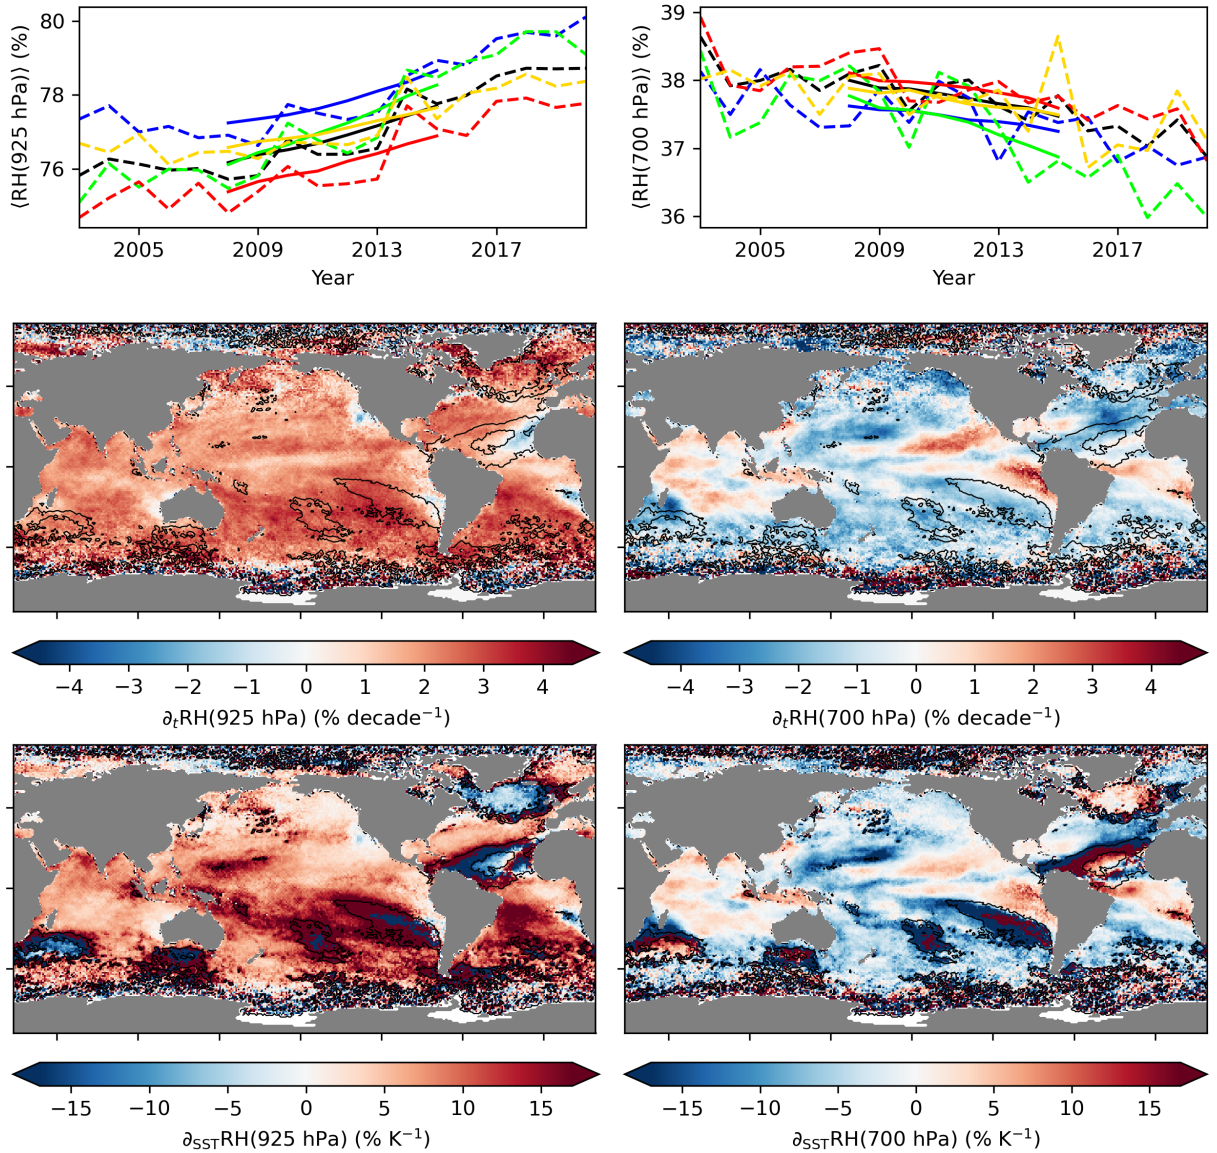 ⟨RH(925 hPa)⟩ (%)
80
78
76
2005 2009 2013 2017
Year
⟨RH(700 hPa)⟩ (%)
39
38
37
36
2005 2009 2013 2017
Year
−4 −3 −2 −1 0 1 2 3 4
∂ₜRH(925 hPa) (% decade⁻¹)
−4 −3 −2 −1 0 1 2 3 4
∂ₜRH(700 hPa) (% decade⁻¹)
−15 −10 −5 0 5 10 15
∂SSTRH(925 hPa) (% K⁻¹)
−15 −10 −5 0 5 10 15
∂SSTRH(700 hPa) (% K⁻¹)